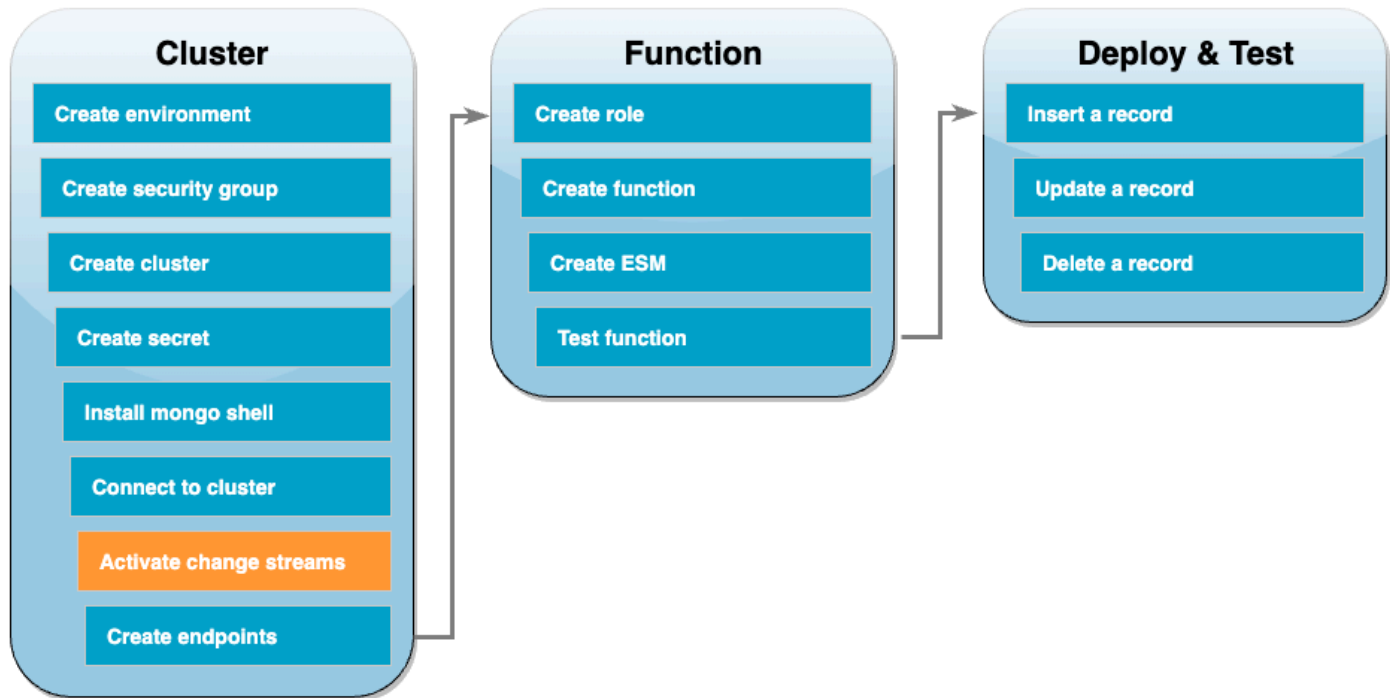 Cluster
Create environment
Create security group
Create cluster
Create secret
Install mongo shell
Connect to cluster
Activate change streams
Create endpoints
Function
Create role
Create function
Create ESM
Test function
Deploy & Test
Insert a record
Update a record
Delete a record